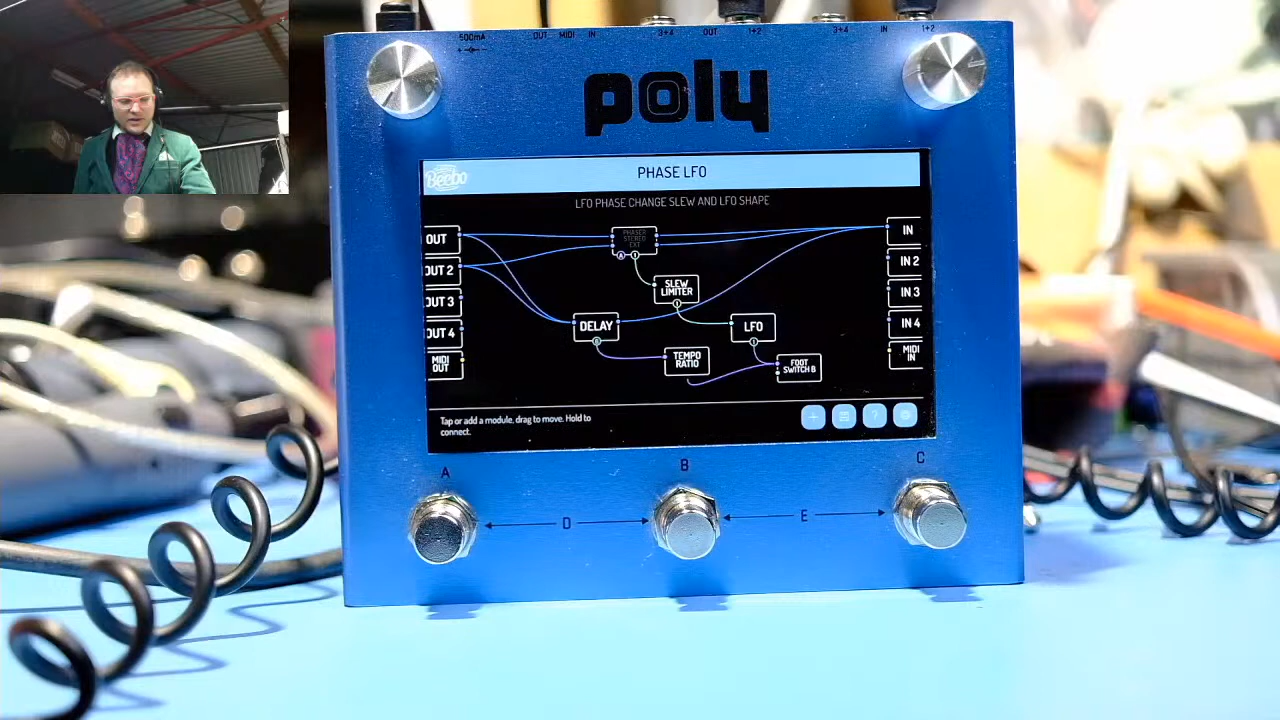 500mA OUT MIDI IN 3+4 OUT 1+2 3+4 IN 1+2
poly
Beebo
PHASE LFO
LFO PHASE CHANGE SLEW AND LFO SHAPE
OUT
OUT 2
OUT 3
OUT 4
MIDI
OUT
PHASER
STEREO
EXT
SLEW
LIMITER
DELAY
LFO
TEMPO
RATIO
FOOT
SWITCH B
IN
IN 2
IN 3
IN 4
MIDI
IN
Tap or add a module, drag to move. Hold to
connect.
+ ?
A B C
D E